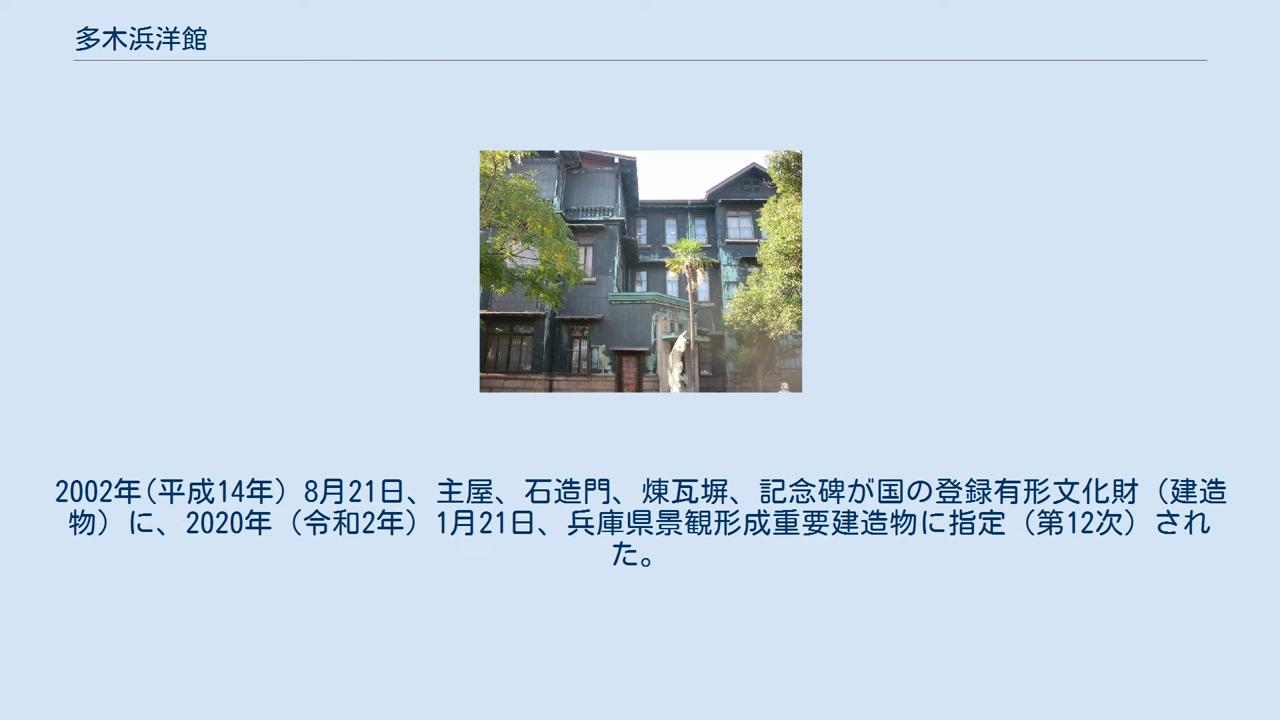 多木浜洋館
2002年(平成14年）8月21日、主屋、石造門、煉瓦塀、記念碑が国の登録有形文化財（建造
物）に、2020年（令和2年）1月21日、兵庫県景観形成重要建造物に指定（第12次）され
た。